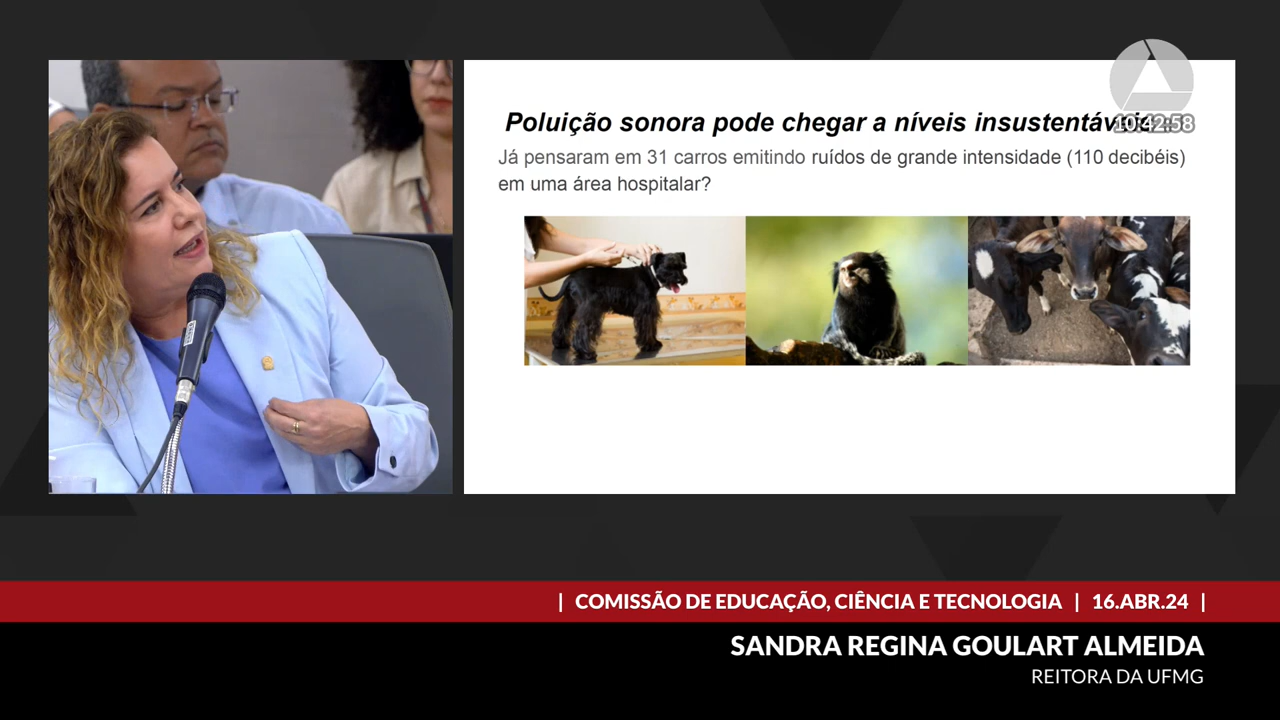 Poluição sonora pode chegar a níveis insustentáveis
10:42:58
Já pensaram em 31 carros emitindo ruídos de grande intensidade (110 decibéis)
em uma área hospitalar?
| COMISSÃO DE EDUCAÇÃO, CIÊNCIA E TECNOLOGIA | 16.ABR.24 |
SANDRA REGINA GOULART ALMEIDA
REITORA DA UFMG